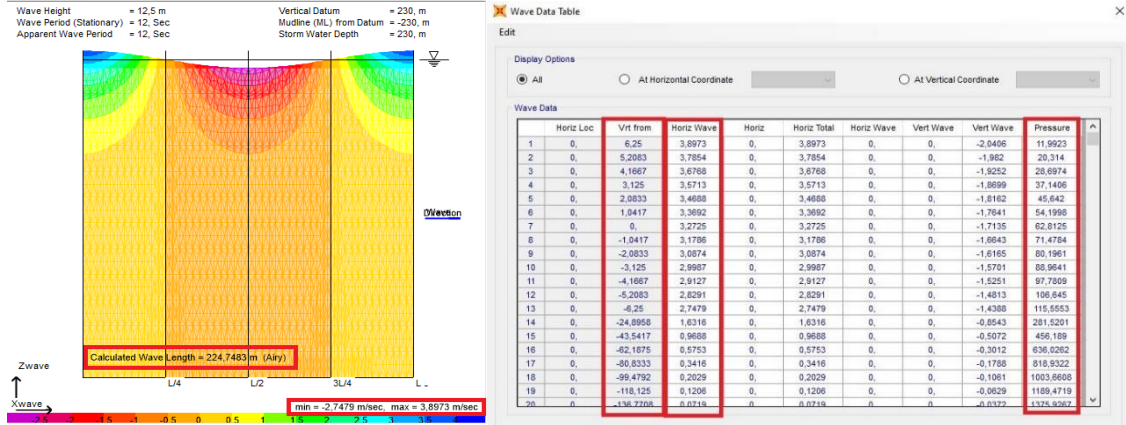 Wave Height = 12,5 m Vertical Datum = 230, m
Wave Period (Stationary) = 12, Sec Mudline (ML) from Datum = -230, m
Apparent Wave Period = 12, Sec Storm Water Depth = 230, m
Calculated Wave Length = 224,7483 m (Airy)
Zwave
L/4 L/2 3L/4 L
Xwave
min = -2,7479 m/sec, max = 3,8973 m/sec
-2.5 -2 -1.5 -1 -0.5 0 0.5 1 1.5 2 2.5 3 3.5 4
Wave Data Table
Edit
Display Options
All At Horizontal Coordinate At Vertical Coordinate
Wave Data
Horiz Loc Vrt from Horiz Wave Horiz Horiz Total Horiz Wave Vert Wave Vert Wave Pressure
1 0, 6,25 3,8973 0, 3,8973 0, 0, -2,0406 11,9923
2 0, 5,2083 3,7854 0, 3,7854 0, 0, -1,982 20,314
3 0, 4,1667 3,6768 0, 3,6768 0, 0, -1,9252 28,6974
4 0, 3,125 3,5713 0, 3,5713 0, 0, -1,8699 37,1406
5 0, 2,0833 3,4688 0, 3,4688 0, 0, -1,8162 45,642
6 0, 1,0417 3,3692 0, 3,3692 0, 0, -1,7641 54,1998
7 0, 0, 3,2725 0, 3,2725 0, 0, -1,7135 62,8125
8 0, -1,0417 3,1786 0, 3,1786 0, 0, -1,6643 71,4784
9 0, -2,0833 3,0874 0, 3,0874 0, 0, -1,6165 80,1961
10 0, -3,125 2,9987 0, 2,9987 0, 0, -1,5701 88,9641
11 0, -4,1667 2,9127 0, 2,9127 0, 0, -1,5251 97,7809
12 0, -5,2083 2,8291 0, 2,8291 0, 0, -1,4813 106,645
13 0, -6,25 2,7479 0, 2,7479 0, 0, -1,4388 115,5553
14 0, -24,8958 1,6316 0, 1,6316 0, 0, -0,8543 281,5201
15 0, -43,5417 0,9688 0, 0,9688 0, 0, -0,5072 456,189
16 0, -62,1875 0,5753 0, 0,5753 0, 0, -0,3012 636,0262
17 0, -80,8333 0,3416 0, 0,3416 0, 0, -0,1788 818,9322
18 0, -99,4792 0,2029 0, 0,2029 0, 0, -0,1061 1003,6608
19 0, -118,125 0,1206 0, 0,1206 0, 0, -0,0629 1189,4719
20 0, -136,7708 0,0719 0, 0,0719 0, 0, -0,0372 1375,9267